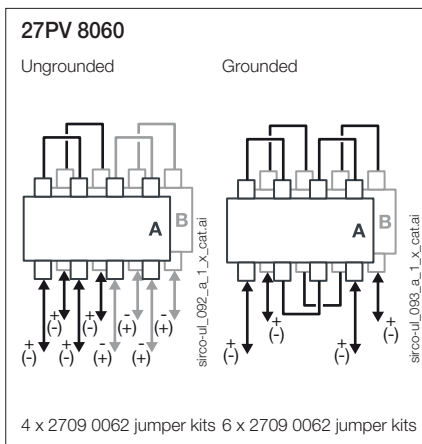 27PV 8060
Ungrounded
Grounded
A
B
A
B
sirco-ul_092_a_1_x_cat.ai
sirco-ul_093_a_1_x_cat.ai
+
(-)
+
(-)
+
(-)
+
(-)
-
(+)
-
(+)
-
(+)
-
(+)
+
(-)
+
(-)
+
(-)
+
(-)
4 x 2709 0062 jumper kits
6 x 2709 0062 jumper kits